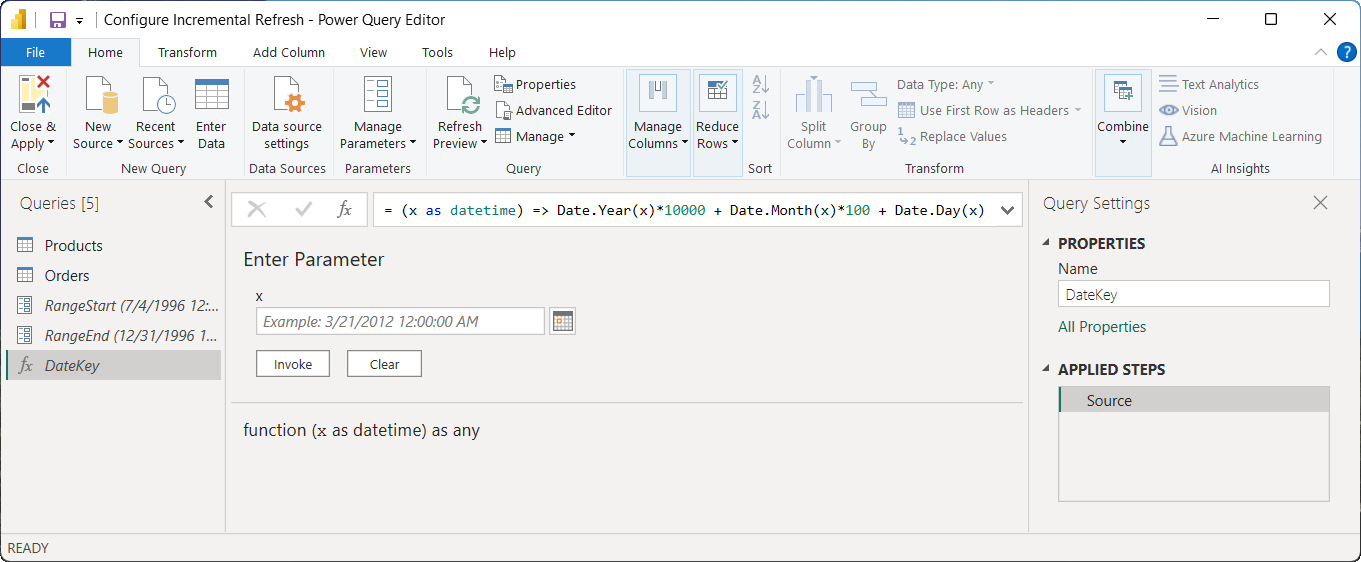 Configure Incremental Refresh - Power Query Editor
File Home Transform Add Column View Tools Help ?
Close & Apply
Close
New Source
Recent Sources
Enter Data
New Query
Data source settings
Data Sources
Manage Parameters
Parameters
Refresh Preview
Properties
Advanced Editor
Manage
Query
Manage Columns
Reduce Rows
A Z
Z A
Sort
Split Column
Group By
Data Type: Any
Use First Row as Headers
1 2 Replace Values
Transform
Combine
Text Analytics
Vision
Azure Machine Learning
AI Insights
Queries [5]
Products
Orders
RangeStart (7/4/1996 12:...
RangeEnd (12/31/1996 1...
fx DateKey
fx = (x as datetime) => Date.Year(x)*10000 + Date.Month(x)*100 + Date.Day(x)
Enter Parameter
x
Example: 3/21/2012 12:00:00 AM
Invoke Clear
function (x as datetime) as any
Query Settings
PROPERTIES
Name
DateKey
All Properties
APPLIED STEPS
Source
READY